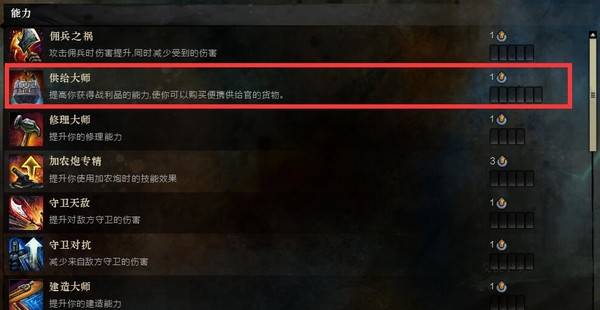 能力
佣兵之祸
1
攻击佣兵时伤害提升,同时减少受到的伤害
供给大师
1
提高你获得战利品的能力,使你可以购买便携供给官的货物。
修理大师
1
提升你的修理能力
加农炮专精
3
提升你使用加农炮时的技能效果
守卫天敌
1
提升对敌方守卫的伤害
守卫对抗
1
减少来自敌方守卫的伤害
建造大师
1
提升你的建造能力